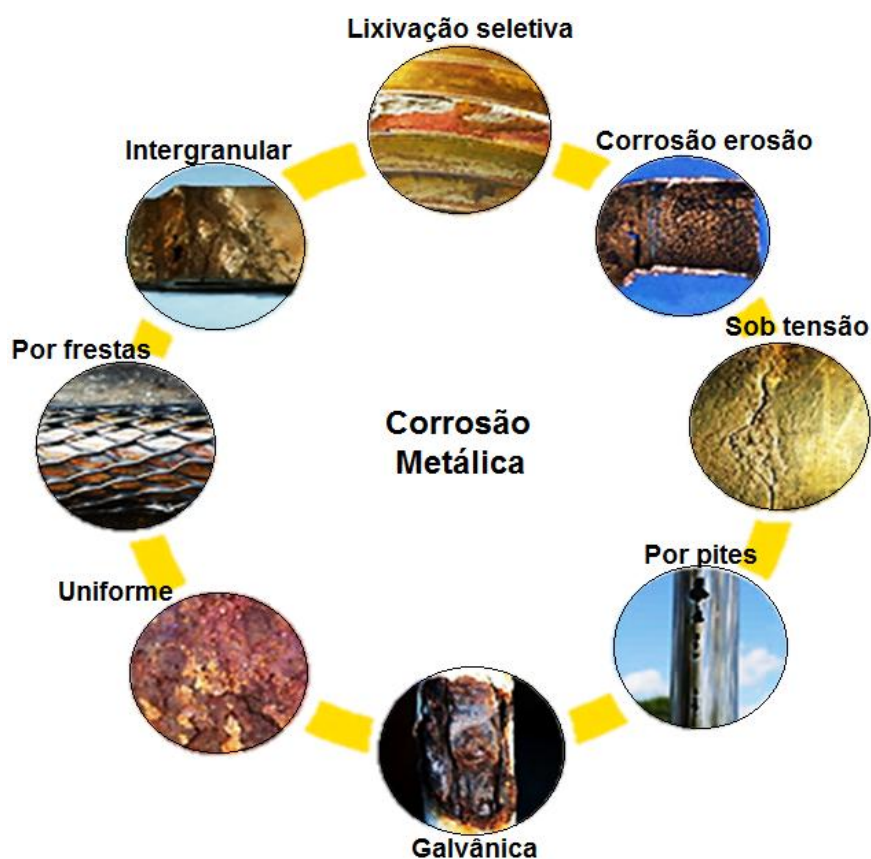 Lixivação seletiva
Corrosão erosão
Intergranular
Sob tensão
Por frestas
Corrosão
Metálica
Por pites
Uniforme
Galvânica